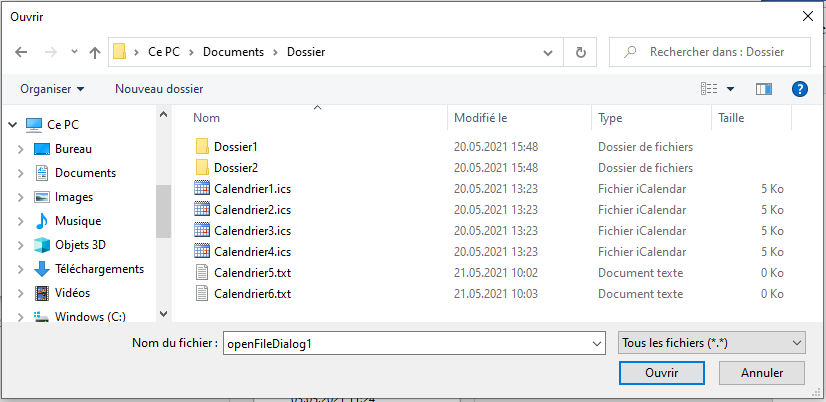 Ouvrir
Ce PC Documents Dossier Rechercher dans : Dossier
Organiser Nouveau dossier
Nom Modifié le Type Taille
Ce PC
Bureau
Documents
Images
Musique
Objets 3D
Téléchargements
Vidéos
Windows (C:)
Dossier1 20.05.2021 15:48 Dossier de fichiers
Dossier2 20.05.2021 15:48 Dossier de fichiers
Calendrier1.ics 20.05.2021 13:23 Fichier iCalendar 5 Ko
Calendrier2.ics 20.05.2021 13:23 Fichier iCalendar 5 Ko
Calendrier3.ics 20.05.2021 13:23 Fichier iCalendar 5 Ko
Calendrier4.ics 20.05.2021 13:23 Fichier iCalendar 5 Ko
Calendrier5.txt 21.05.2021 10:02 Document texte 0 Ko
Calendrier6.txt 21.05.2021 10:03 Document texte 0 Ko
Nom du fichier : openFileDialog1 Tous les fichiers (*.*)
Ouvrir Annuler